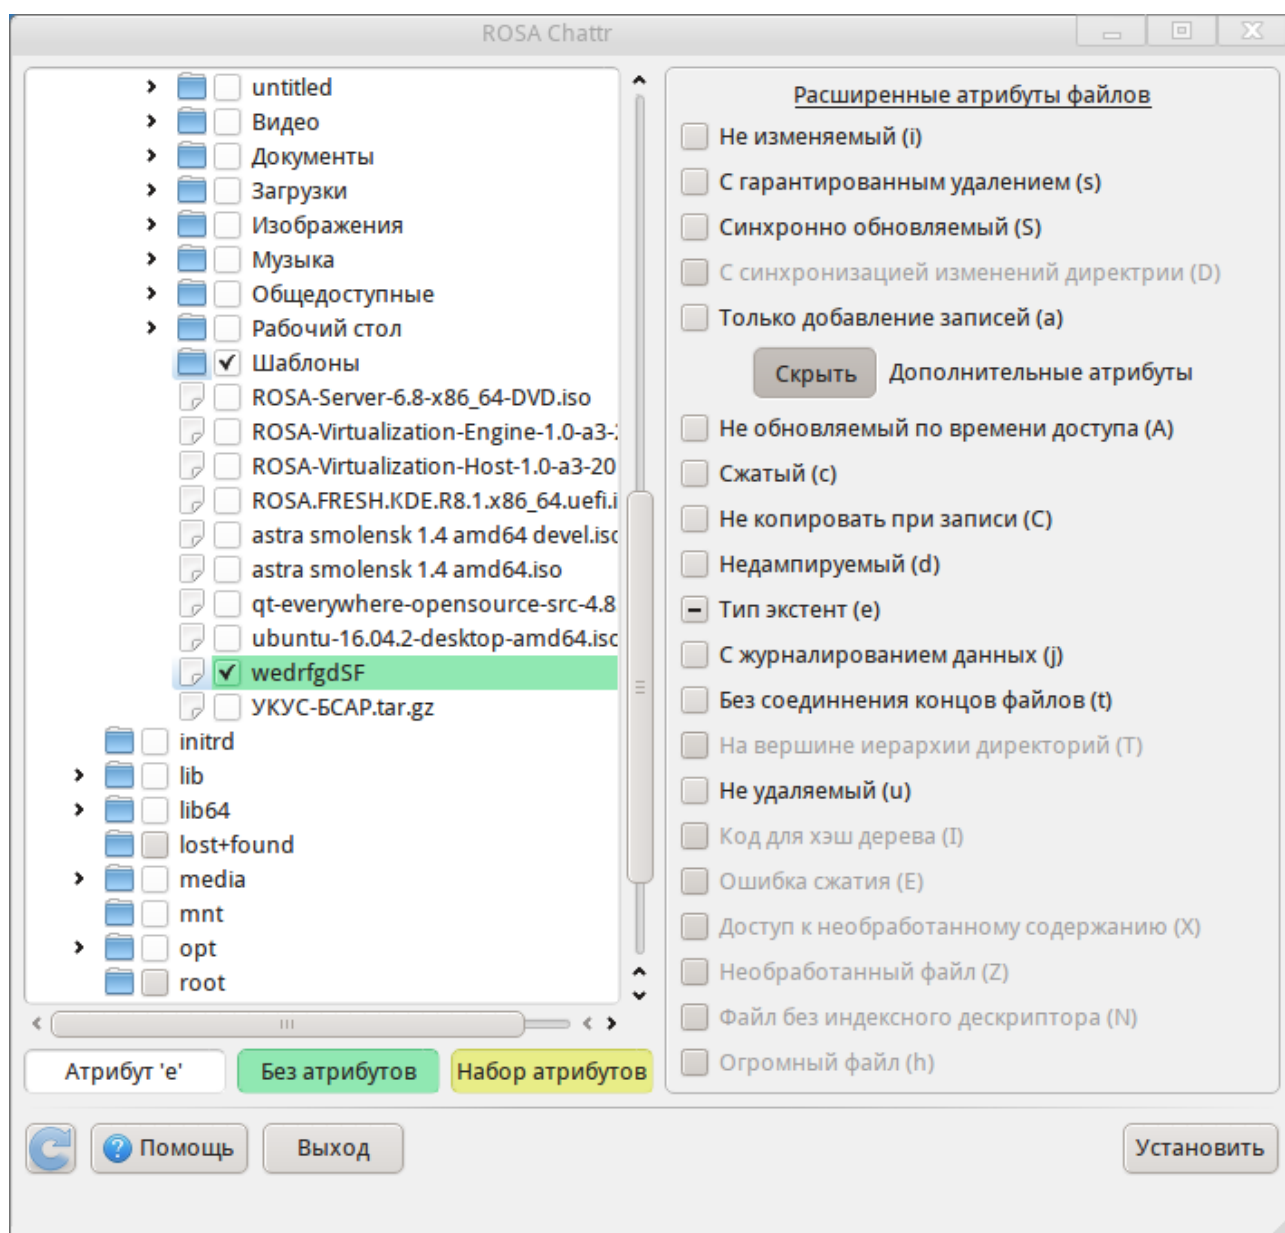 ROSA Chattr
untitled
Видео
Документы
Загрузки
Изображения
Музыка
Общедоступные
Рабочий стол
Шаблоны
ROSA-Server-6.8-x86_64-DVD.iso
ROSA-Virtualization-Engine-1.0-a3-
ROSA-Virtualization-Host-1.0-a3-20
ROSA.FRESH.KDE.R8.1.x86_64.uefi.i
astra smolensk 1.4 amd64 devel.iso
astra smolensk 1.4 amd64.iso
qt-everywhere-opensource-src-4.8
ubuntu-16.04.2-desktop-amd64.iso
wedrfgdSF
УКУС-БСАР.tar.gz
initrd
lib
lib64
lost+found
media
mnt
opt
root
Атрибут 'e'
Без атрибутов
Набор атрибутов
Расширенные атрибуты файлов
Не изменяемый (i)
С гарантированным удалением (s)
Синхронно обновляемый (S)
С синхронизацией изменений директрии (D)
Только добавление записей (a)
Скрыть Дополнительные атрибуты
Не обновляемый по времени доступа (A)
Сжатый (c)
Не копировать при записи (C)
Недампируемый (d)
Тип экстент (e)
С журналированием данных (j)
Без соединнения концов файлов (t)
На вершине иерархии директорий (T)
Не удаляемый (u)
Код для хэш дерева (I)
Ошибка сжатия (E)
Доступ к необработанному содержанию (X)
Необработанный файл (Z)
Файл без индексного дескриптора (N)
Огромный файл (h)
Помощь
Выход
Установить